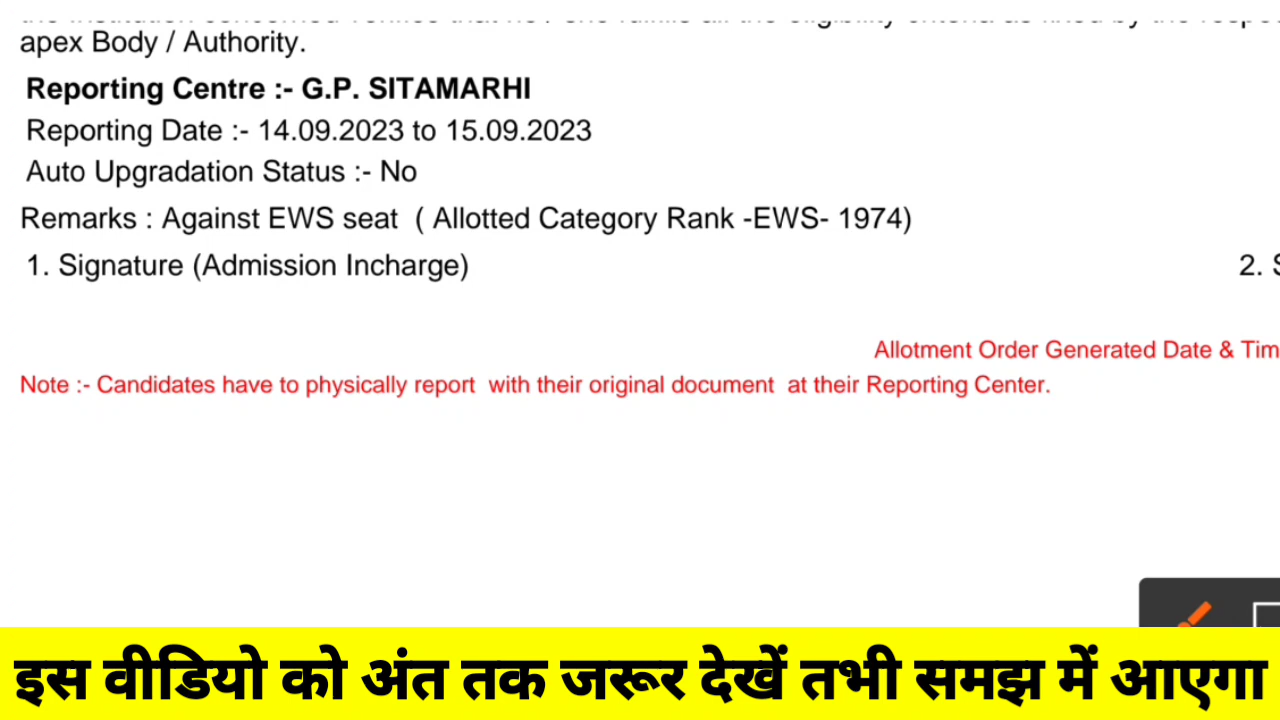 apex Body / Authority.
Reporting Centre :- G.P. SITAMARHI
Reporting Date :- 14.09.2023 to 15.09.2023
Auto Upgradation Status :- No
Remarks : Against EWS seat ( Allotted Category Rank -EWS- 1974)
1. Signature (Admission Incharge) 2.
Allotment Order Generated Date &
Note :- Candidates have to physically report with their original document at their Reporting Center.
इस वीडियो को अंत तक जरूर देखें तभी समझ में आएगा